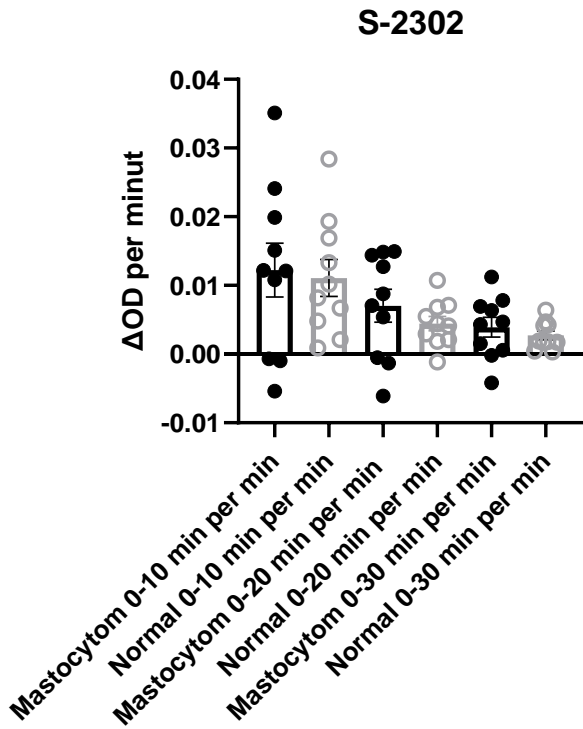 S-2302
ΔOD per minut
0.04
0.03
0.02
0.01
0.00
-0.01
Mastocytom 0-10 min per min
Normal 0-10 min per min
Mastocytom 0-20 min per min
Normal 0-20 min per min
Mastocytom 0-30 min per min
Normal 0-30 min per min